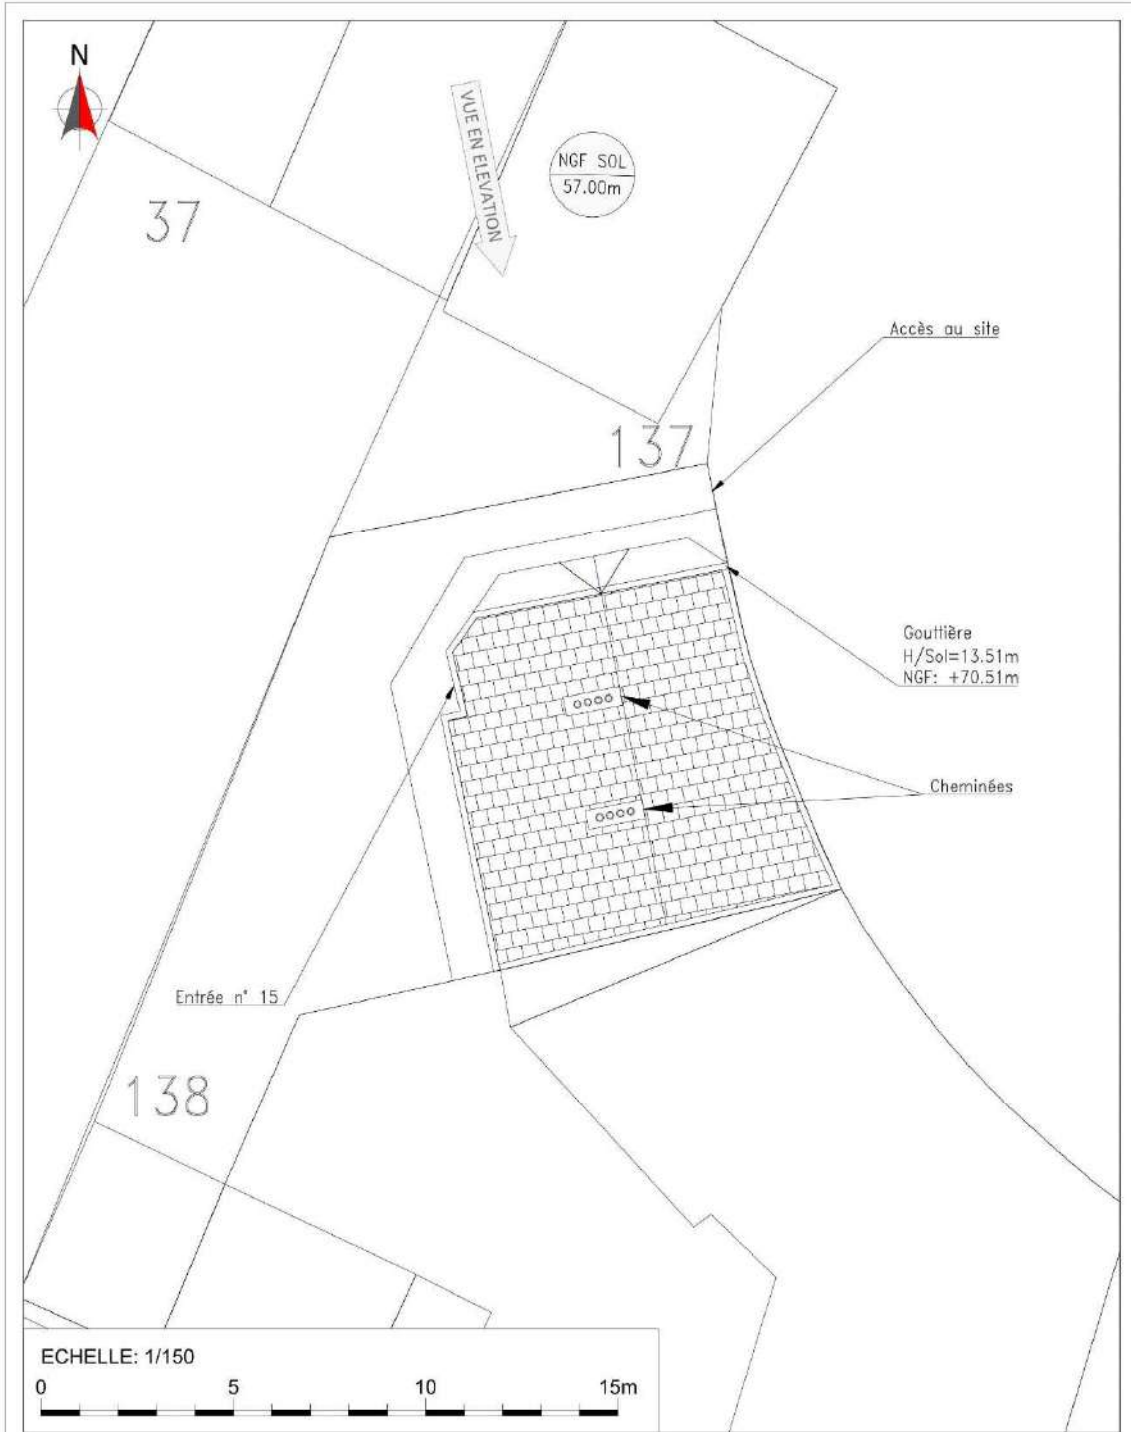 N
VUE EN ELEVATION
NGF SOL
57.00m
37
Accès au site
137
Gouttière
H/Sol=13.51m
NGF: +70.51m
Cheminées
Entrée n° 15
138
ECHELLE: 1/150
0 5 10 15m